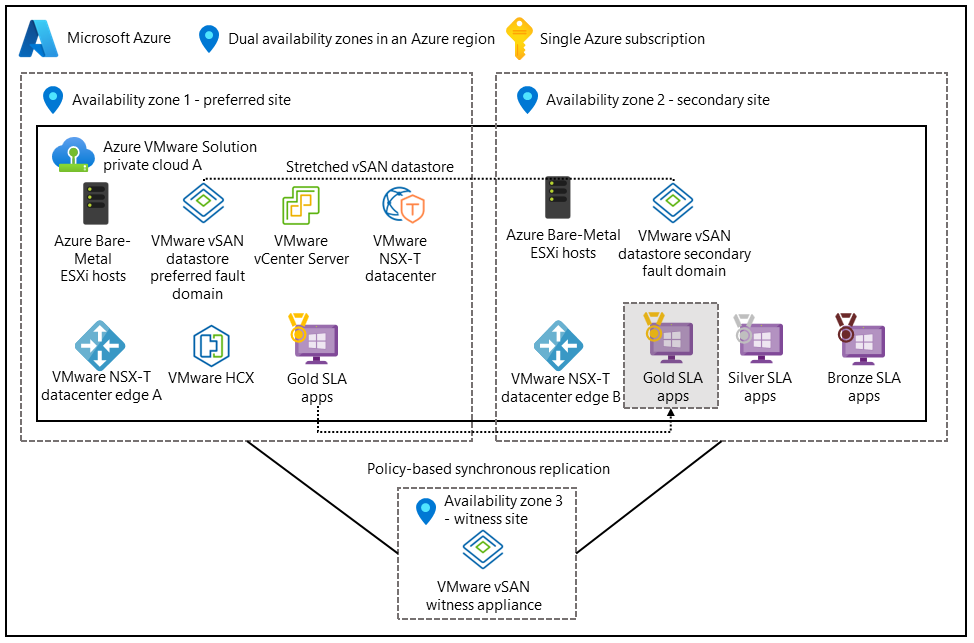 Microsoft Azure
Dual availability zones in an Azure region
Single Azure subscription
Availability zone 1 - preferred site
Availability zone 2 - secondary site
Azure VMware Solution
private cloud A
Stretched vSAN datastore
Azure Bare-
Metal
ESXi hosts
VMware vSAN
datastore
preferred fault
domain
VMware
vCenter Server
VMware
NSX-T
datacenter
Azure Bare-Metal
ESXi hosts
VMware vSAN
datastore secondary
fault domain
VMware NSX-T
datacenter edge A
VMware HCX
Gold SLA
apps
VMware NSX-T
datacenter edge B
Gold SLA
apps
Silver SLA
apps
Bronze SLA
apps
Policy-based synchronous replication
Availability zone 3
- witness site
VMware vSAN
witness appliance